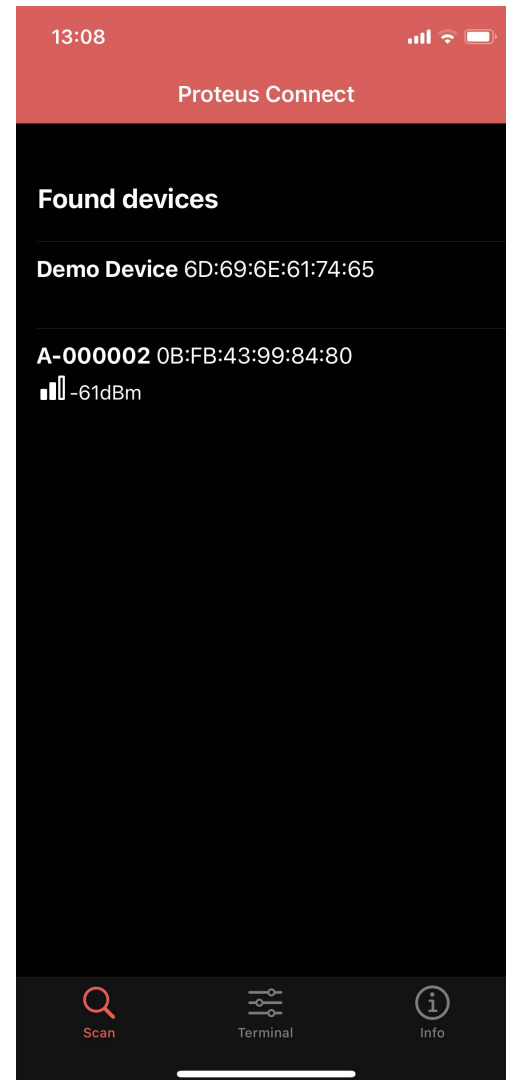 13:08
Proteus Connect
Found devices
Demo Device 6D:69:6E:61:74:65
A-000002 0B:FB:43:99:84:80
-61dBm
Scan
Terminal
Info